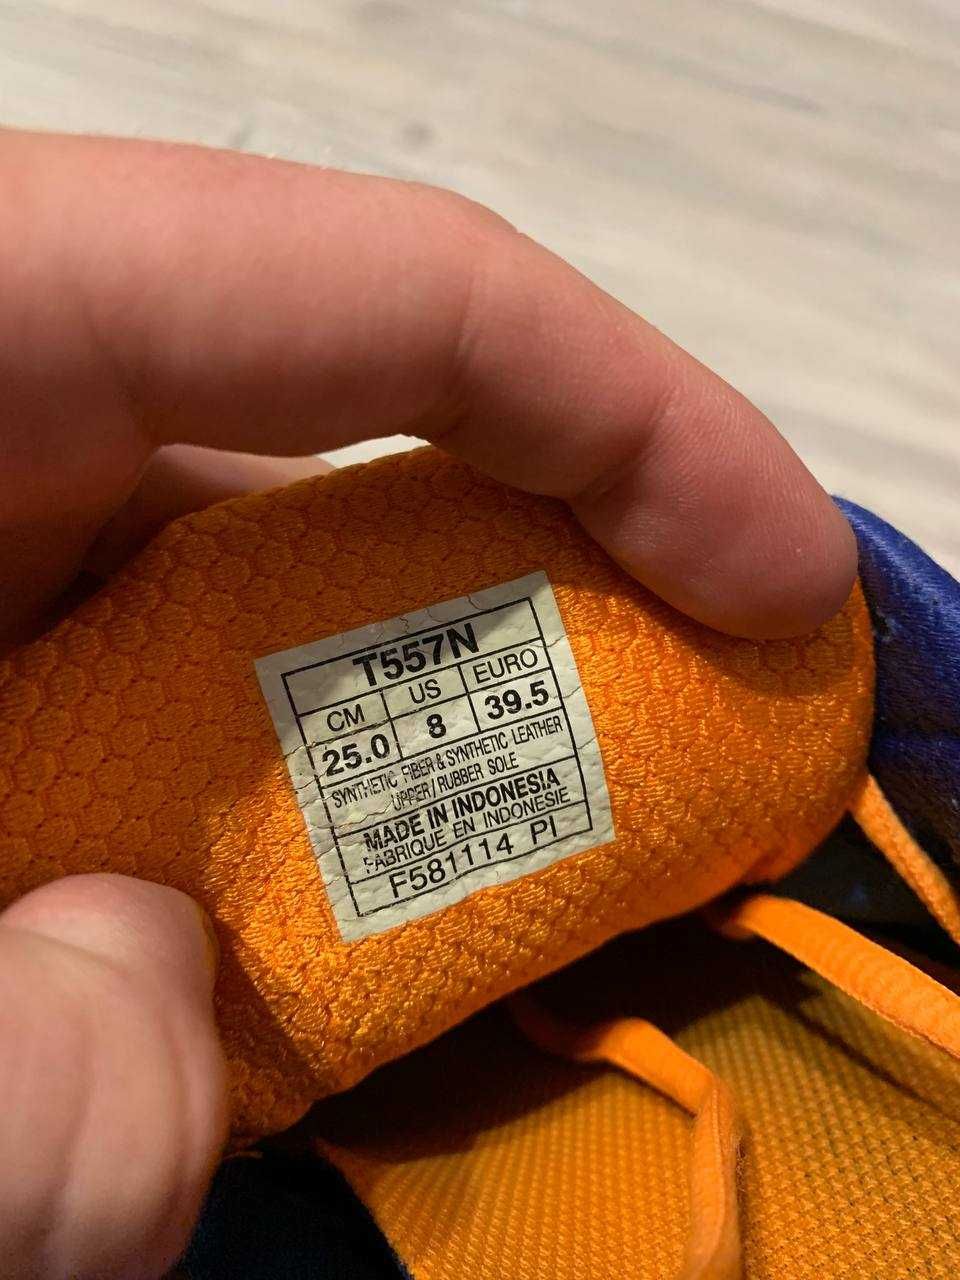 T557N
CM US EURO
25.0 8 39.5
SYNTHETIC FIBER & SYNTHETIC LEATHER
UPPER / RUBBER SOLE
MADE IN INDONESIA
FABRIQUE EN INDONESIE
F581114 PI